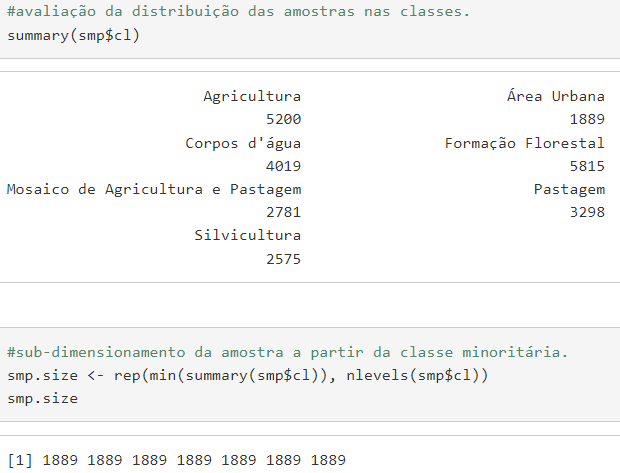 #avaliação da distribuição das amostras nas classes.
summary(smp$cl)
Agricultura Área Urbana
5200 1889
Corpos d'água Formação Florestal
4019 5815
Mosaico de Agricultura e Pastagem Pastagem
2781 3298
Silvicultura
2575
#sub-dimensionamento da amostra a partir da classe minoritária.
smp.size <- rep(min(summary(smp$cl)), nlevels(smp$cl))
smp.size
[1] 1889 1889 1889 1889 1889 1889 1889